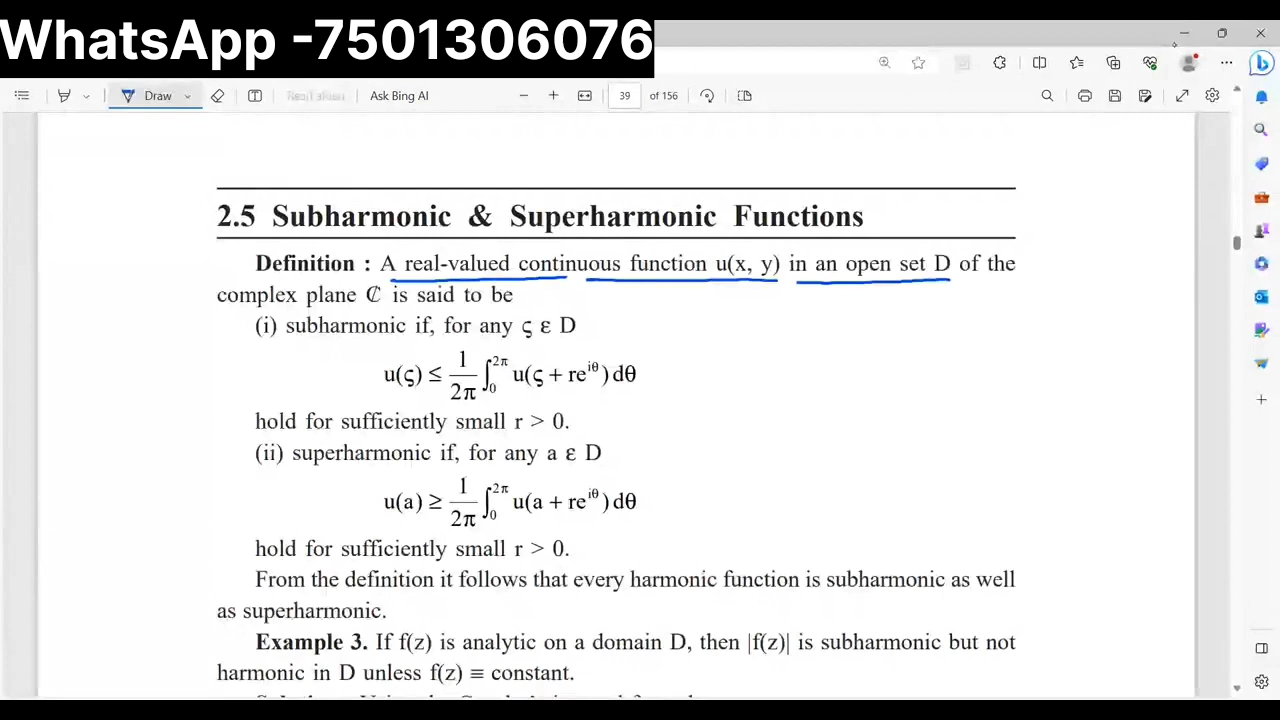 WhatsApp -7501306076
Draw
Ask Bing AI
39 of 156
2.5 Subharmonic & Superharmonic Functions
Definition : A real-valued continuous function u(x, y) in an open set D of the
complex plane ₵ is said to be
(i) subharmonic if, for any ς ε D
u(ς) ≤ 1/2π ∫₀^2π u(ς + re^iθ) dθ
hold for sufficiently small r > 0.
(ii) superharmonic if, for any a ε D
u(a) ≥ 1/2π ∫₀^2π u(a + re^iθ) dθ
hold for sufficiently small r > 0.
From the definition it follows that every harmonic function is subharmonic as well
as superharmonic.
Example 3. If f(z) is analytic on a domain D, then |f(z)| is subharmonic but not
harmonic in D unless f(z) ≡ constant.